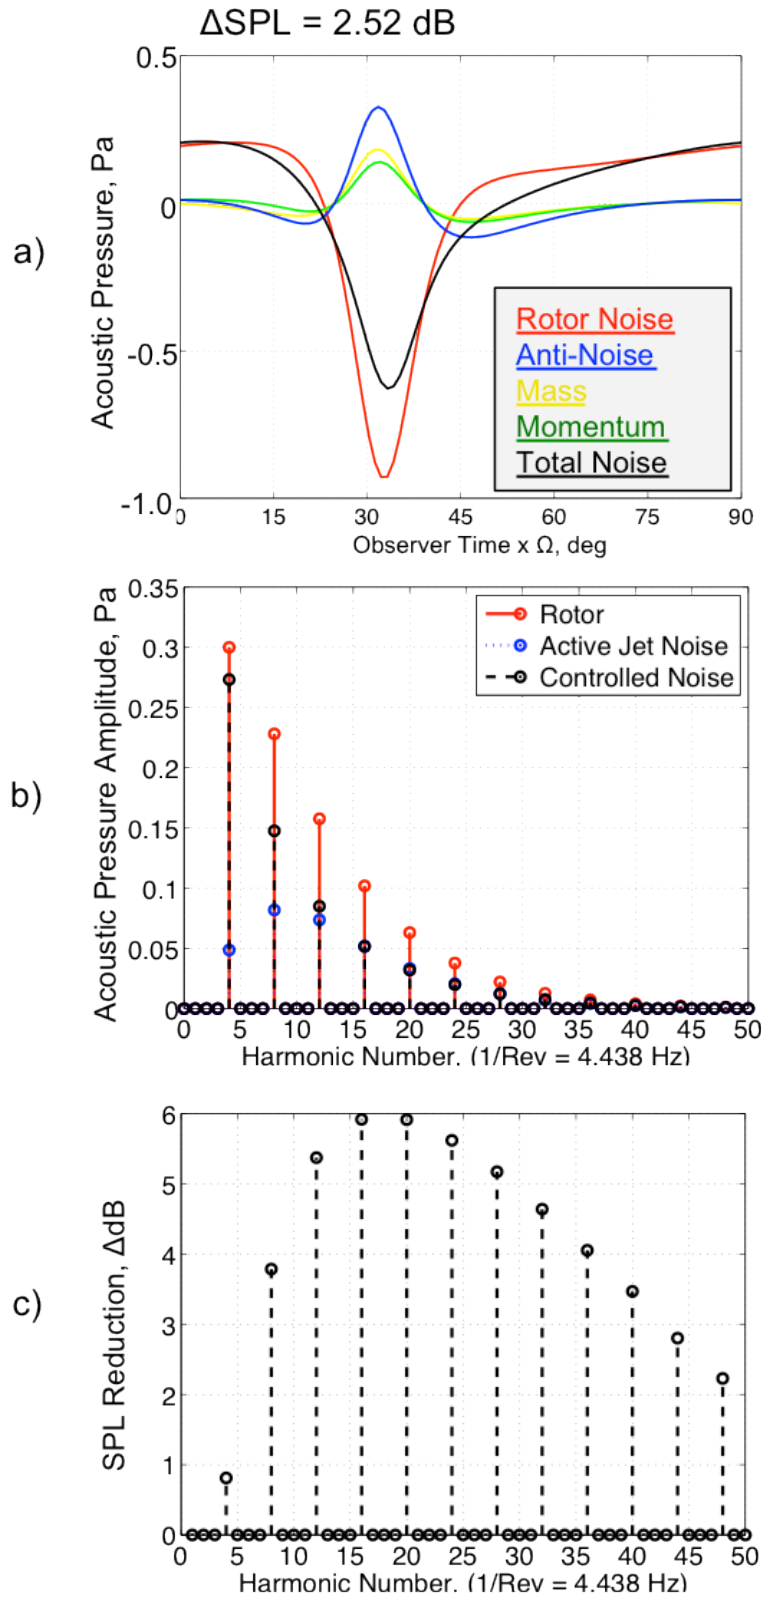 ΔSPL = 2.52 dB
a)
Acoustic Pressure, Pa
0.5
0
-0.5
-1.0
Rotor Noise
Anti-Noise
Mass
Momentum
Total Noise
0 15 30 45 60 75 90
Observer Time x Ω, deg
b)
Acoustic Pressure Amplitude, Pa
0.35
0.3
0.25
0.2
0.15
0.1
0.05
0
Rotor
Active Jet Noise
Controlled Noise
0 5 10 15 20 25 30 35 40 45 50
Harmonic Number. (1/Rev = 4.438 Hz)
c)
SPL Reduction, ΔdB
6
5
4
3
2
1
0
0 5 10 15 20 25 30 35 40 45 50
Harmonic Number. (1/Rev = 4.438 Hz)